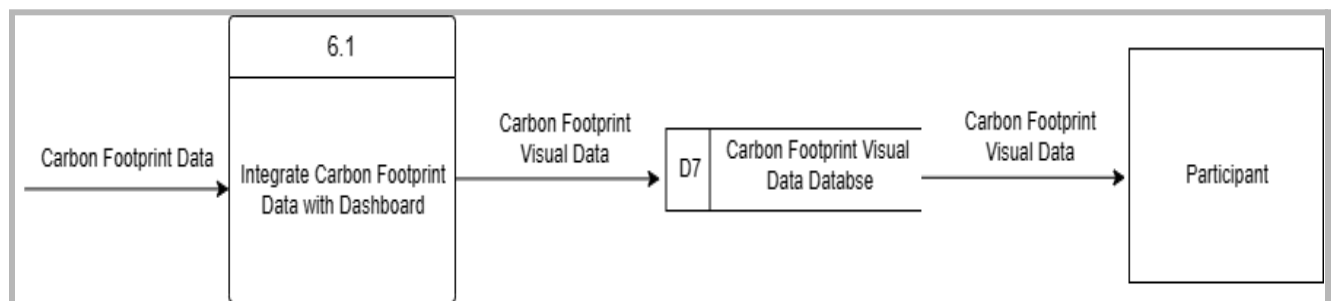 6.1
Carbon Footprint Data
Integrate Carbon Footprint
Data with Dashboard
Carbon Footprint
Visual Data
D7
Carbon Footprint Visual
Data Databse
Carbon Footprint
Visual Data
Participant